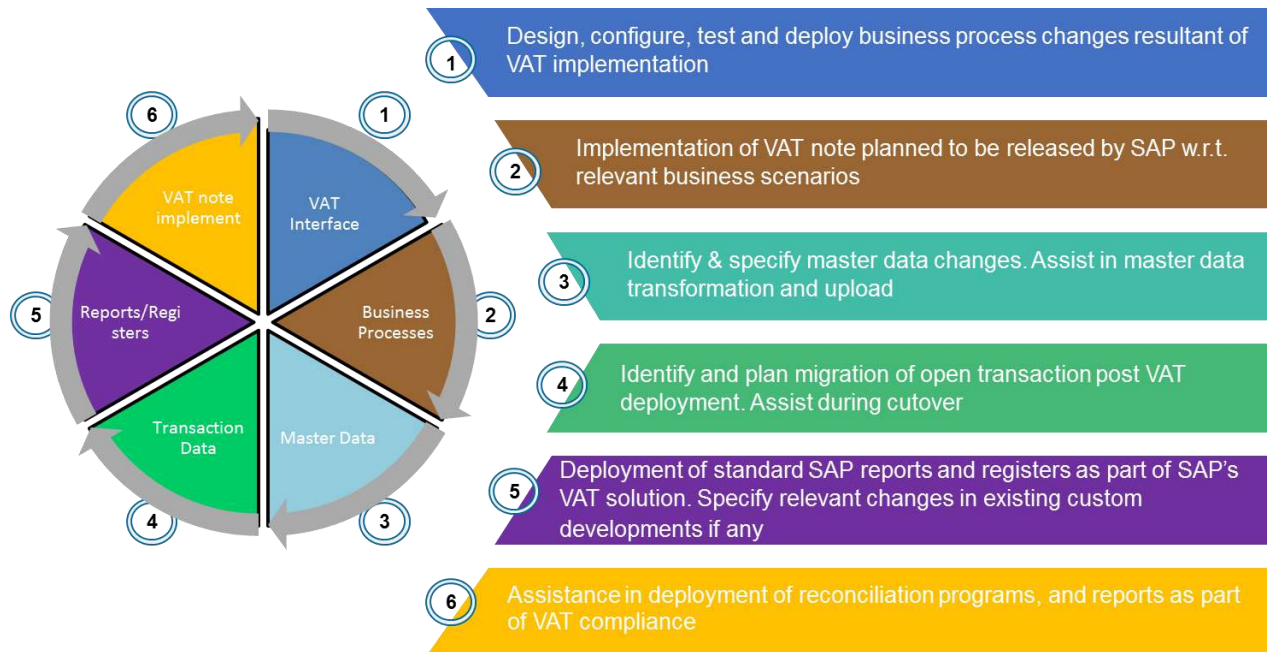 1
Design, configure, test and deploy business process changes resultant of
VAT implementation
6
1
2
Implementation of VAT note planned to be released by SAP w.r.t.
relevant business scenarios
VAT note
implement
VAT
Interface
3
Identify & specify master data changes. Assist in master data
transformation and upload
5
Reports/Regi
sters
Business
Processes
2
4
Identify and plan migration of open transaction post VAT
deployment. Assist during cutover
Transaction
Data
Master Data
5
Deployment of standard SAP reports and registers as part of SAP's
VAT solution. Specify relevant changes in existing custom
developments if any
4
3
6
Assistance in deployment of reconciliation programs, and reports as part
of VAT compliance